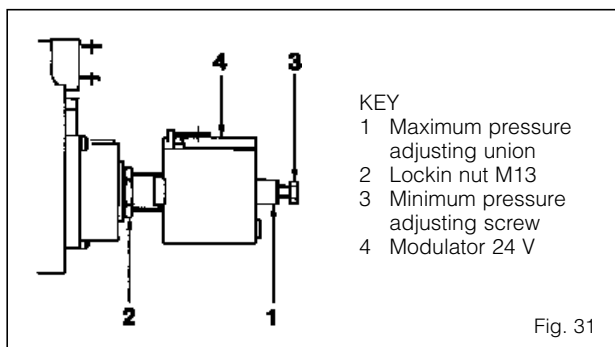 4 3
KEY
1 Maximum pressure
adjusting union
2 Lockin nut M13
3 Minimum pressure
adjusting screw
4 Modulator 24 V
2 1
Fig. 31